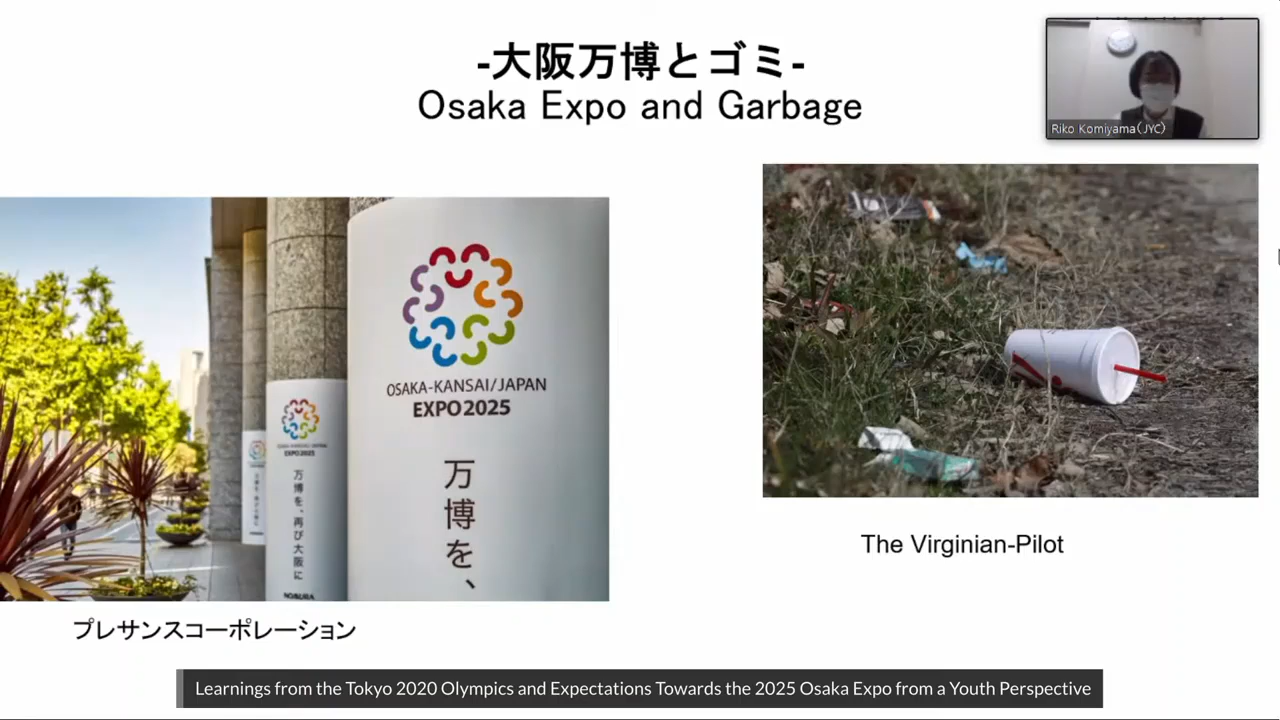 -大阪万博とゴミ-
Osaka Expo and Garbage
Riko Komiyama(JYC)
OSAKA-KANSAI/JAPAN
EXPO2025
万博を、
OSAKA-KANSAI/JAPAN
EXPO2025
万博を、再び大阪に
The Virginian-Pilot
プレサンスコーポレーション
Learnings from the Tokyo 2020 Olympics and Expectations Towards the 2025 Osaka Expo from a Youth Perspective